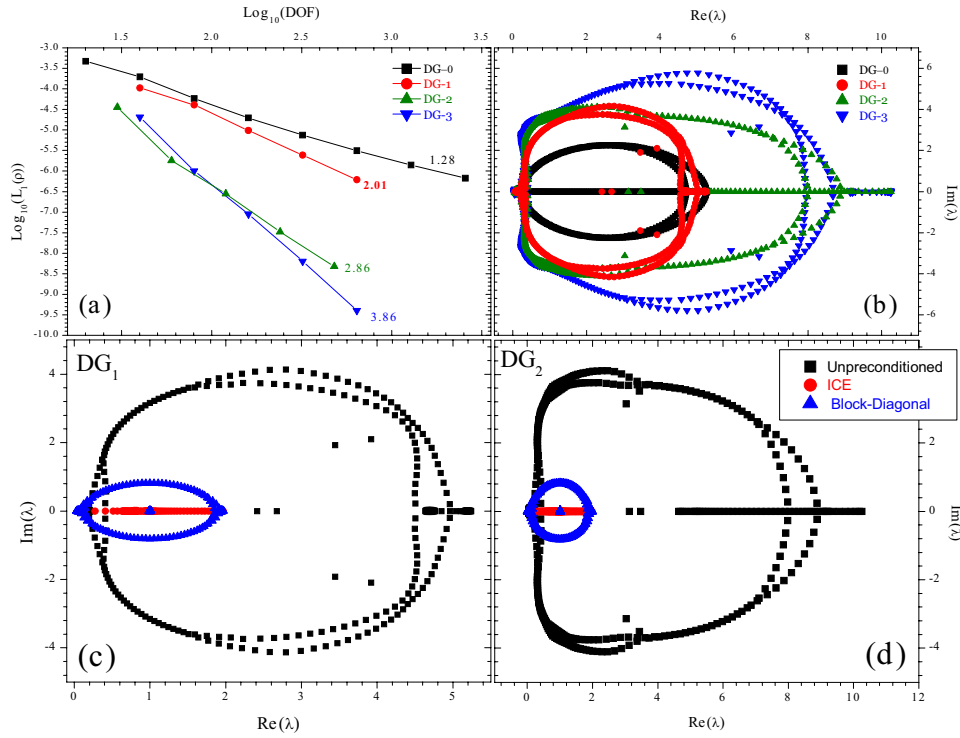 Log10(DOF)
1.5 2.0 2.5 3.0 3.5
-3.0
-3.5
-4.0
-4.5
-5.0
-5.5
-6.0
-6.5
-7.0
-7.5
-8.0
-8.5
-9.0
-9.5
-10.0
Log10(L1(ρ))
DG-0
DG-1
DG-2
DG-3
1.28
2.01
2.86
3.86
(a)
Re(λ)
0 2 4 6 8 10
DG-0
DG-1
DG-2
DG-3
6
4
2
0
-2
-4
-6
Im(λ)
(b)
DG1
4
2
0
-2
-4
Im(λ)
(c)
0 1 2 3 4 5
Re(λ)
DG2
Unpreconditioned
ICE
Block-Diagonal
4
2
0
-2
-4
Im(λ)
(d)
0 2 4 6 8 10 12
Re(λ)